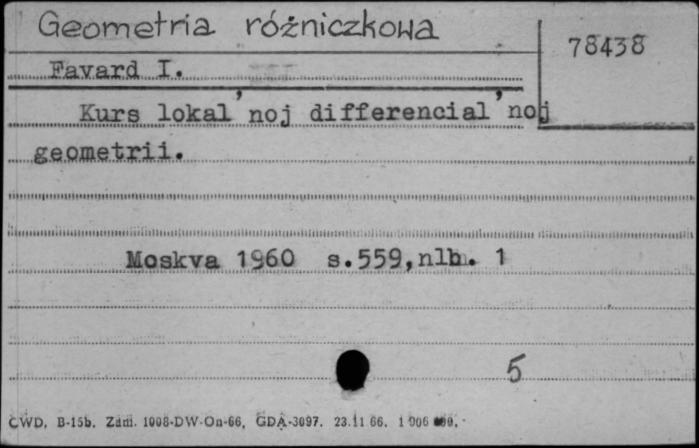 Geometria różniczkowa
78438
Favard I.
Kurs lokal'noj differencial'noj
geometrii.
Moskva 1960 s.559,nlb. 1
5
CWD. B-15b. Zam. 1008-DW-On-66, GDA-3097. 23.11 66.